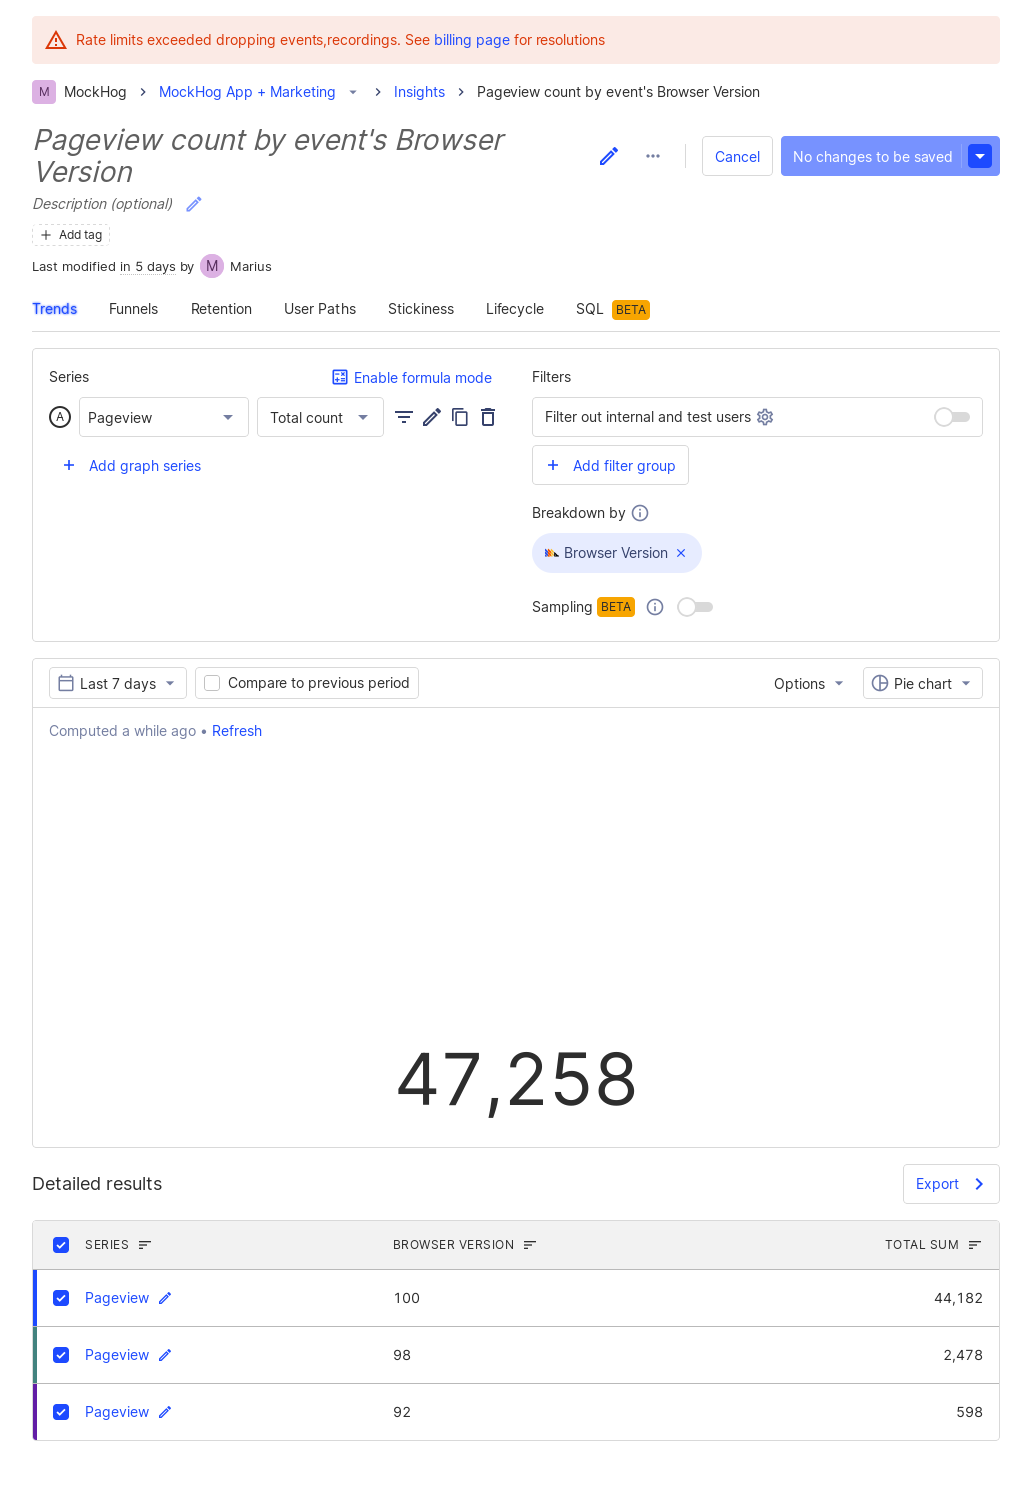 Rate limits exceeded dropping events,recordings. See billing page for resolutions
M MockHog MockHog App + Marketing Insights Pageview count by event's Browser Version
Pageview count by event's Browser
Version
Cancel No changes to be saved
Description (optional)
Add tag
Last modified in 5 days by M Marius
Trends Funnels Retention User Paths Stickiness Lifecycle SQL BETA
Series Enable formula mode
A Pageview Total count
Add graph series
Filters
Filter out internal and test users
Add filter group
Breakdown by
Browser Version
Sampling BETA
Last 7 days Compare to previous period Options Pie chart
Computed a while ago • Refresh
47,258
Detailed results Export
SERIES BROWSER VERSION TOTAL SUM
Pageview 100 44,182
Pageview 98 2,478
Pageview 92 598